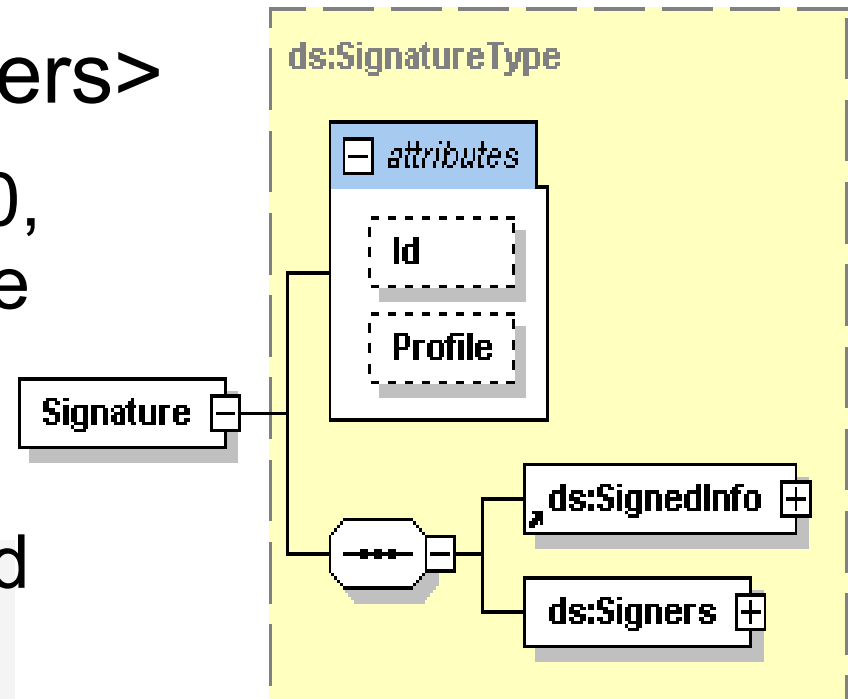 ers>
0,
e
d
ds:SignatureType
attributes
Id
Profile
Signature
ds:SignedInfo
ds:Signers